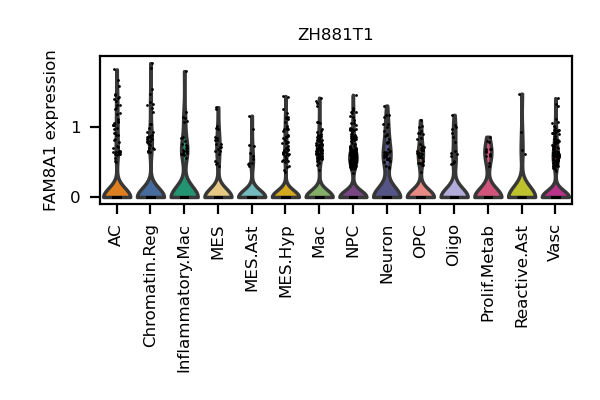 ZH881T1
FAM8A1 expression
1
0
AC
Chromatin.Reg
Inflammatory.Mac
MES
MES.Ast
MES.Hyp
Mac
NPC
Neuron
OPC
Oligo
Prolif.Metab
Reactive.Ast
Vasc